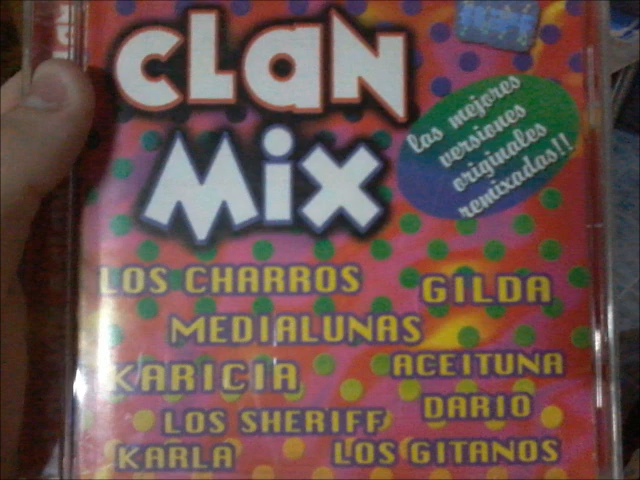 CLAN
MIX
las mejores
versiones
originales
remixadas!!
LOS CHARROS
GILDA
MEDIALUNAS
KARICIA
ACEITUNA
LOS SHERIFF
DARIO
KARLA
LOS GITANOS